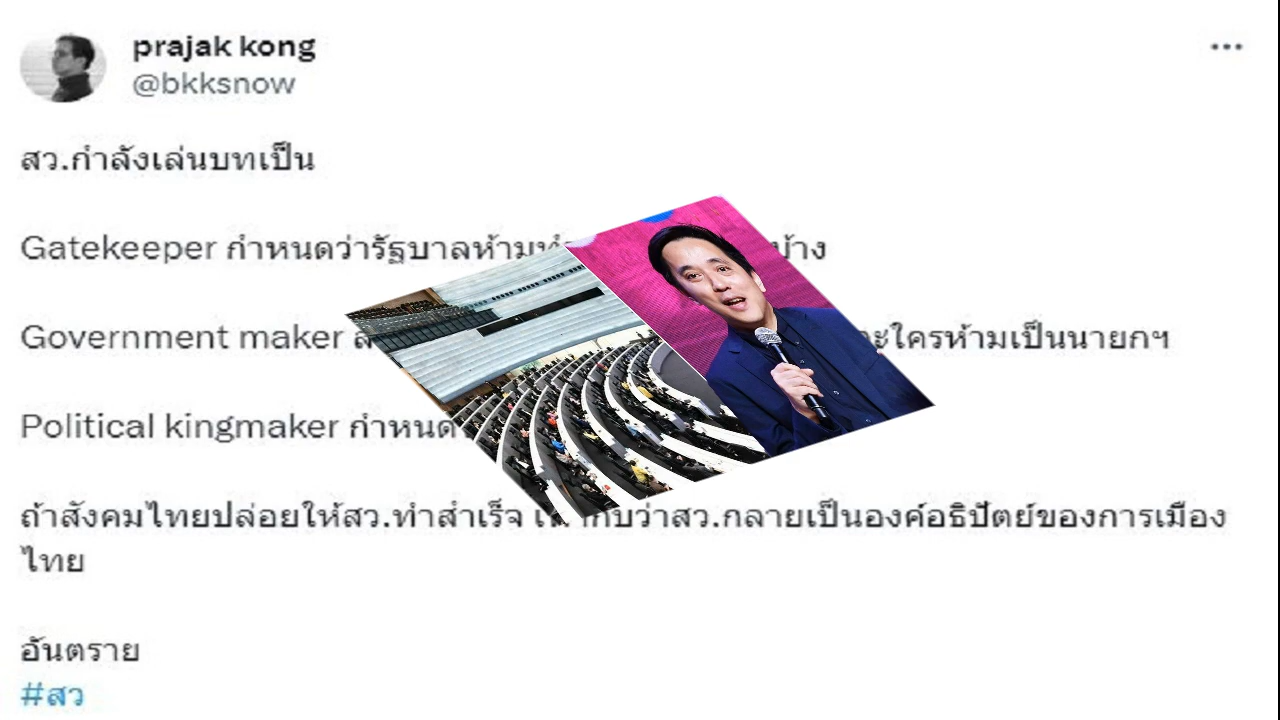 prajak kong
@bkksnow
สว.กำลังเล่นบทเป็น
Gatekeeper กำหนดว่ารัฐบาลห้าม บ้าง
Government maker ใครห้ามเป็นนายกฯ
Political kingmaker กำหนด
ถ้าสังคมไทยปล่อยให้สว.ทำสำเร็จ ว่าสว.กลายเป็นองค์อธิปัตย์ของการเมือง
ไทย
อันตราย
#สว